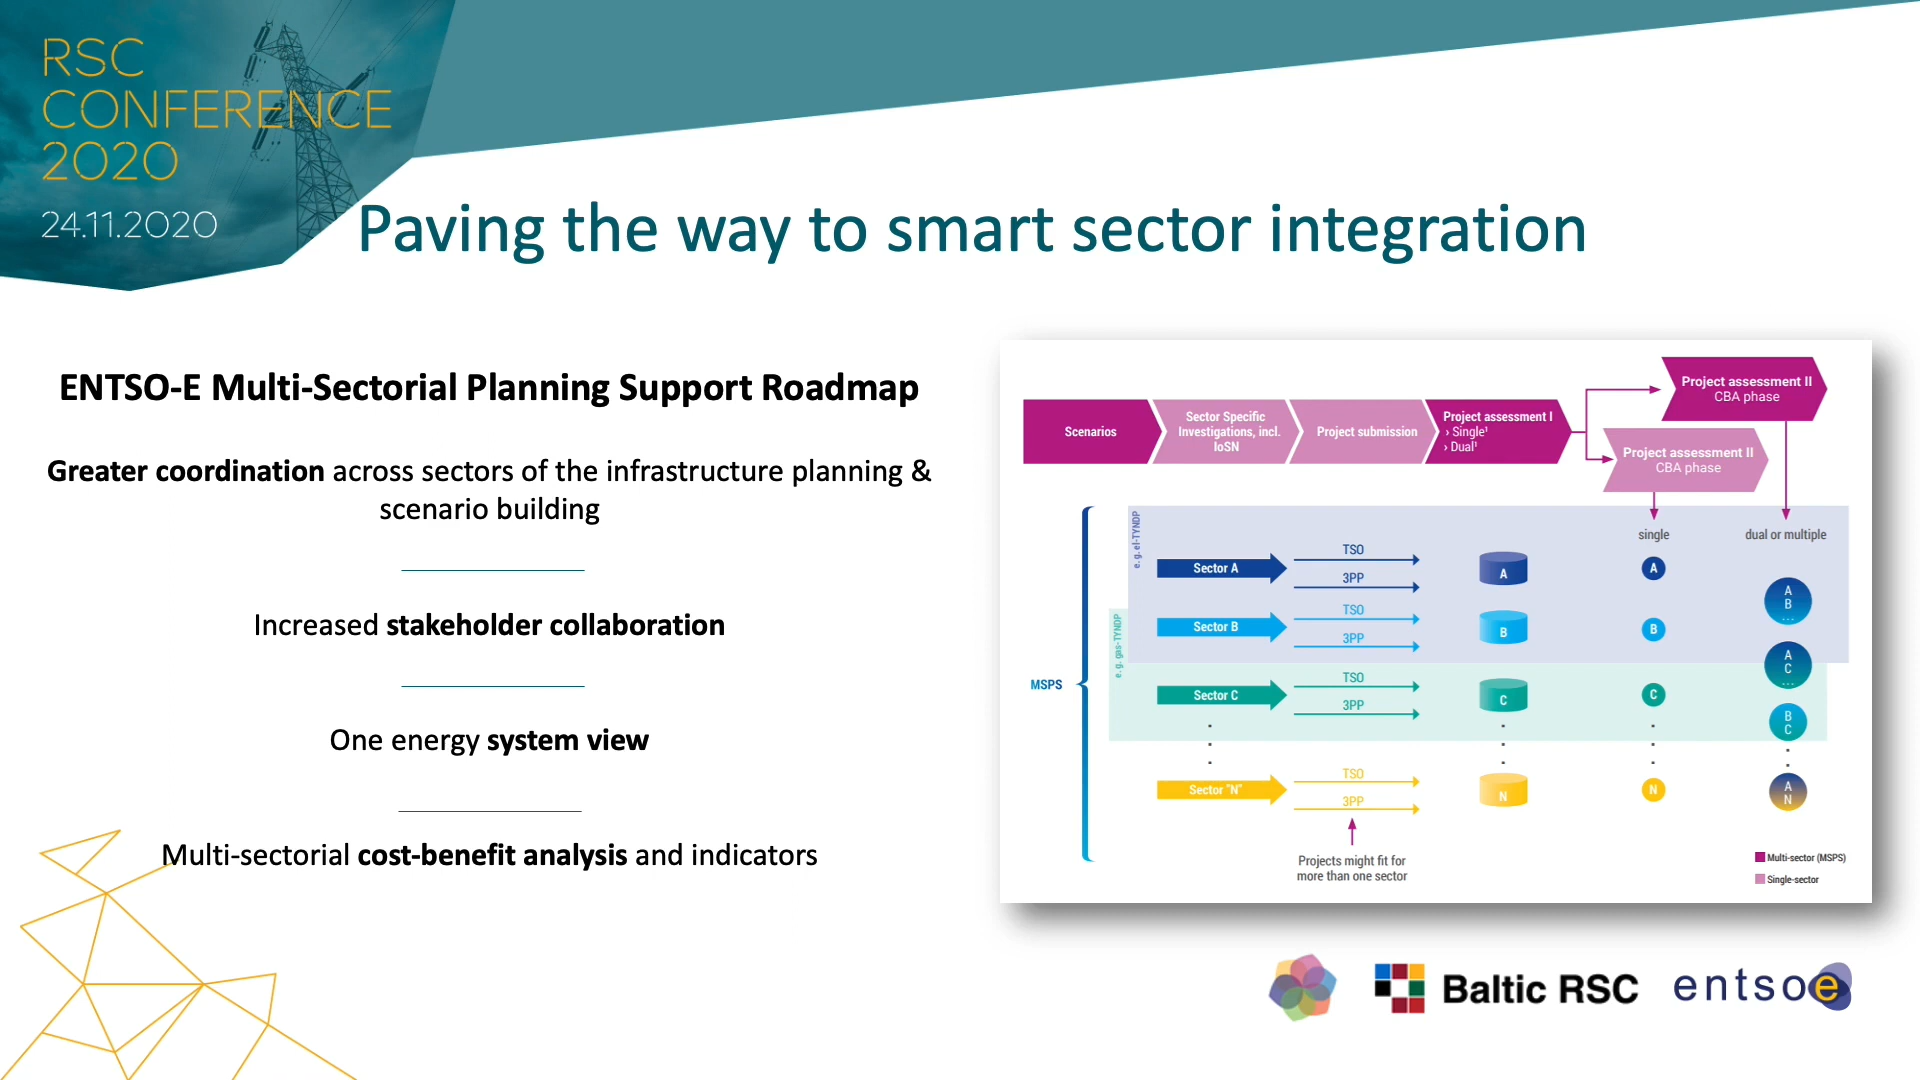 RSC
CONFERENCE
2020
24.11.2020
Paving the way to smart sector integration
ENTSO-E Multi-Sectorial Planning Support Roadmap
Greater coordination across sectors of the infrastructure planning &
scenario building
Increased stakeholder collaboration
One energy system view
Multi-sectorial cost-benefit analysis and indicators
Scenarios
Sector Specific
Investigations, incl.
IoSN
Project submission
Project assessment I
› Single¹
› Dual¹
Project assessment II
CBA phase
Project assessment II
CBA phase
single
dual or multiple
e. g. el-TYNDP
e. g. gas-TYNDP
MSPS
Sector A
TSO
3PP
A
A
A
B
...
Sector B
TSO
3PP
B
B
A
C
...
Sector C
TSO
3PP
C
C
B
C
Sector "N"
TSO
3PP
N
N
A
N
Projects might fit for
more than one sector
Multi-sector (MSPS)
Single-sector
Baltic RSC
entsoe